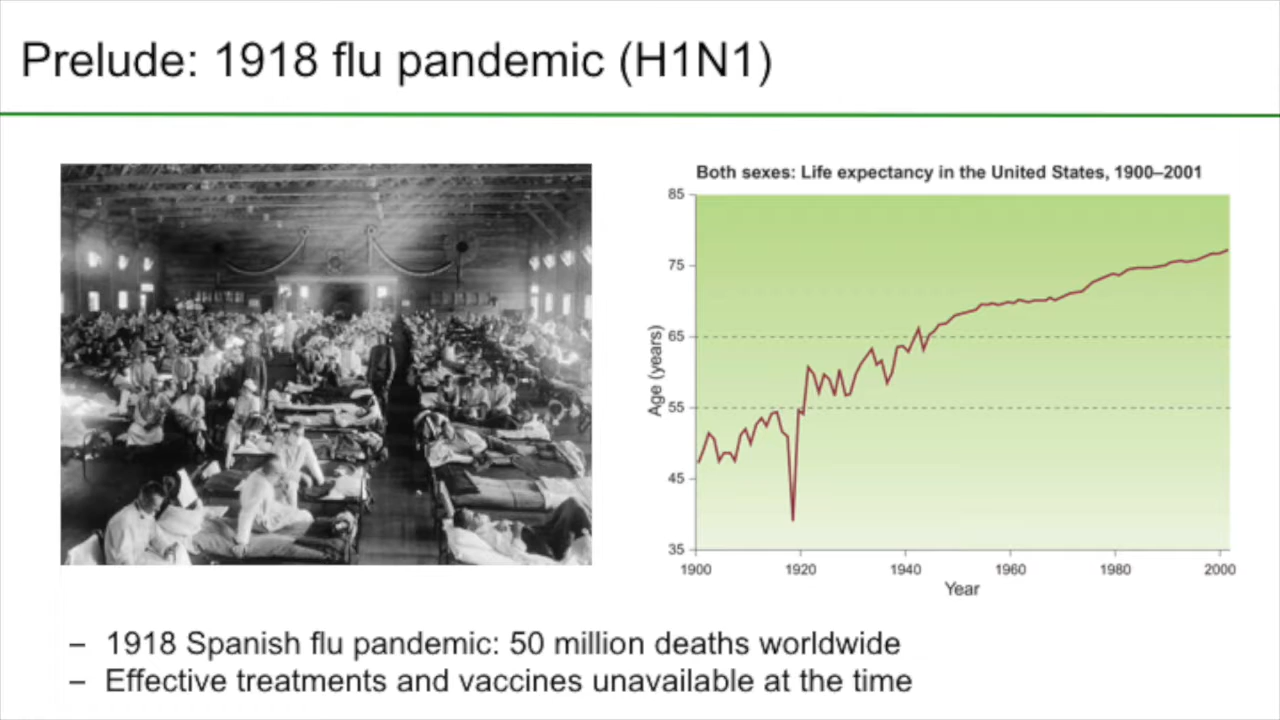 Prelude: 1918 flu pandemic (H1N1)
Both sexes: Life expectancy in the United States, 1900–2001
85
75
65
55
45
35
Age (years)
1900 1920 1940 1960 1980 2000
Year
– 1918 Spanish flu pandemic: 50 million deaths worldwide
– Effective treatments and vaccines unavailable at the time